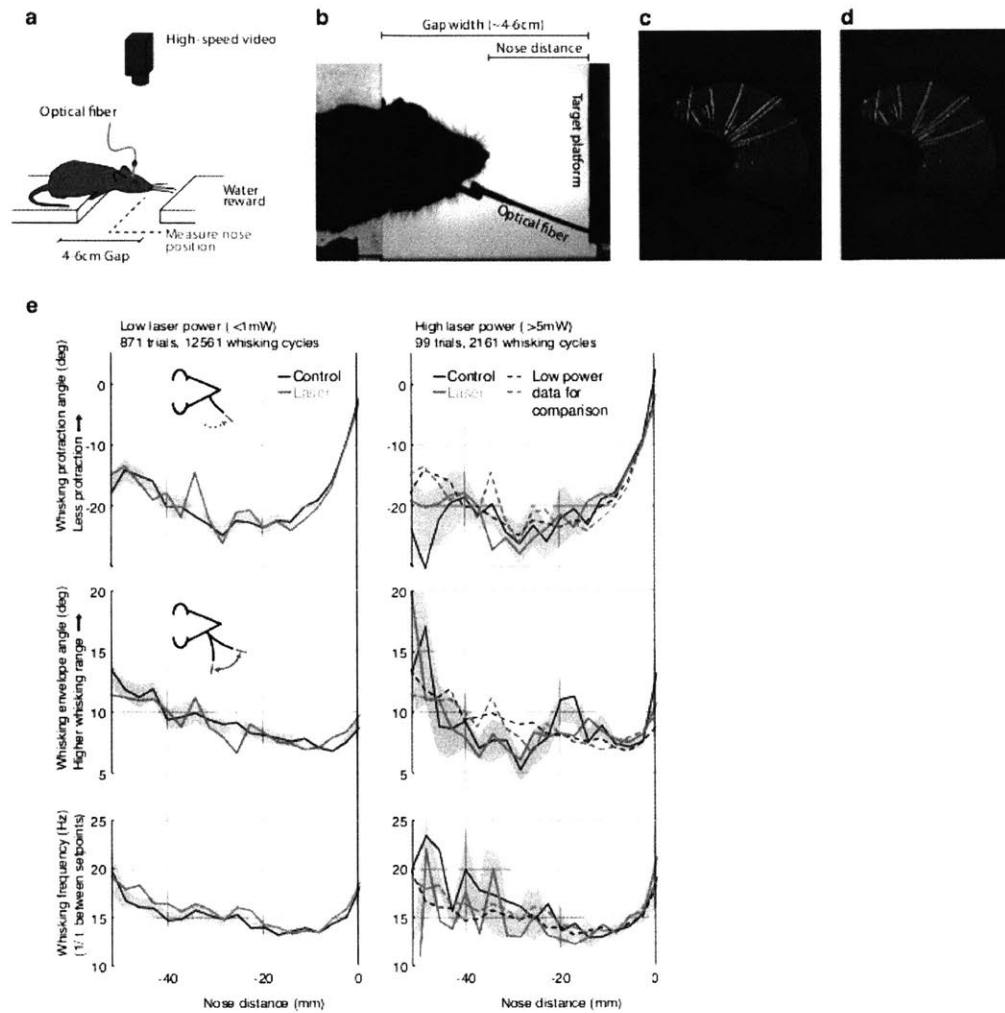 a
High-speed video
Optical fiber
Water
reward
Measure nose
position
4-6cm Gap
b
Gap width (~4-6cm)
Nose distance
Target platform
Optical fiber
c
d
e
Low laser power (<1mW)
871 trials, 12561 whisking cycles
Control
Laser
High laser power (>5mW)
99 trials, 2161 whisking cycles
Control
Laser
Low power
data for
comparison
Whisking protraction angle (deg)
Less protraction →
0
-10
-20
Whisking envelope angle (deg)
Higher whisking range →
20
15
10
5
Whisking frequency (Hz)
(1/ t between setpoints)
25
20
15
10
-40
-20
0
Nose distance (mm)
-40
-20
0
Nose distance (mm)